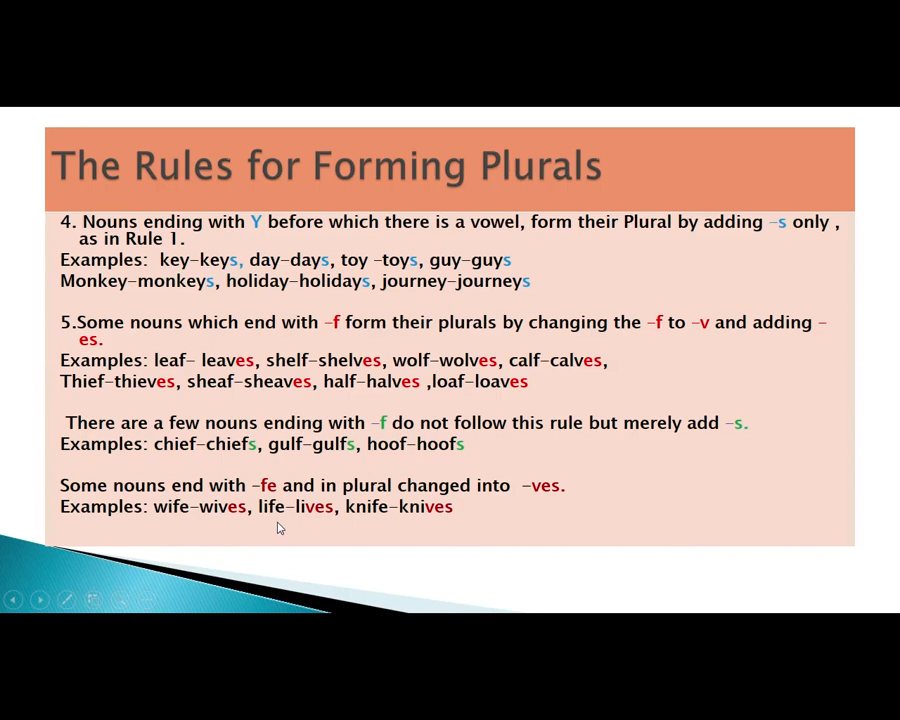 The Rules for Forming Plurals
4. Nouns ending with Y before which there is a vowel, form their Plural by adding -s only ,
as in Rule 1.
Examples:  key-keys, day-days, toy -toys, guy-guys
Monkey-monkeys, holiday-holidays, journey-journeys
5.Some nouns which end with -f form their plurals by changing the -f to -v and adding -
es.
Examples: leaf- leaves, shelf-shelves, wolf-wolves, calf-calves,
Thief-thieves, sheaf-sheaves, half-halves ,loaf-loaves
There are a few nouns ending with -f do not follow this rule but merely add -s.
Examples: chief-chiefs, gulf-gulfs, hoof-hoofs
Some nouns end with -fe and in plural changed into  -ves.
Examples: wife-wives, life-lives, knife-knives